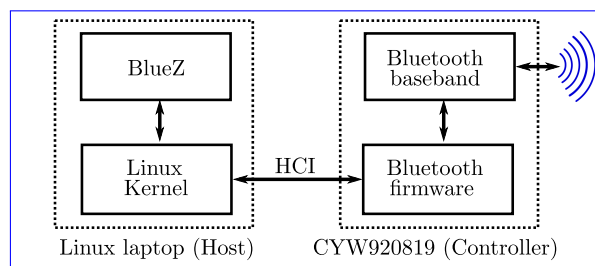 BlueZ
Linux
Kernel
HCI
Bluetooth
baseband
Bluetooth
firmware
Linux laptop (Host)
CYW920819 (Controller)